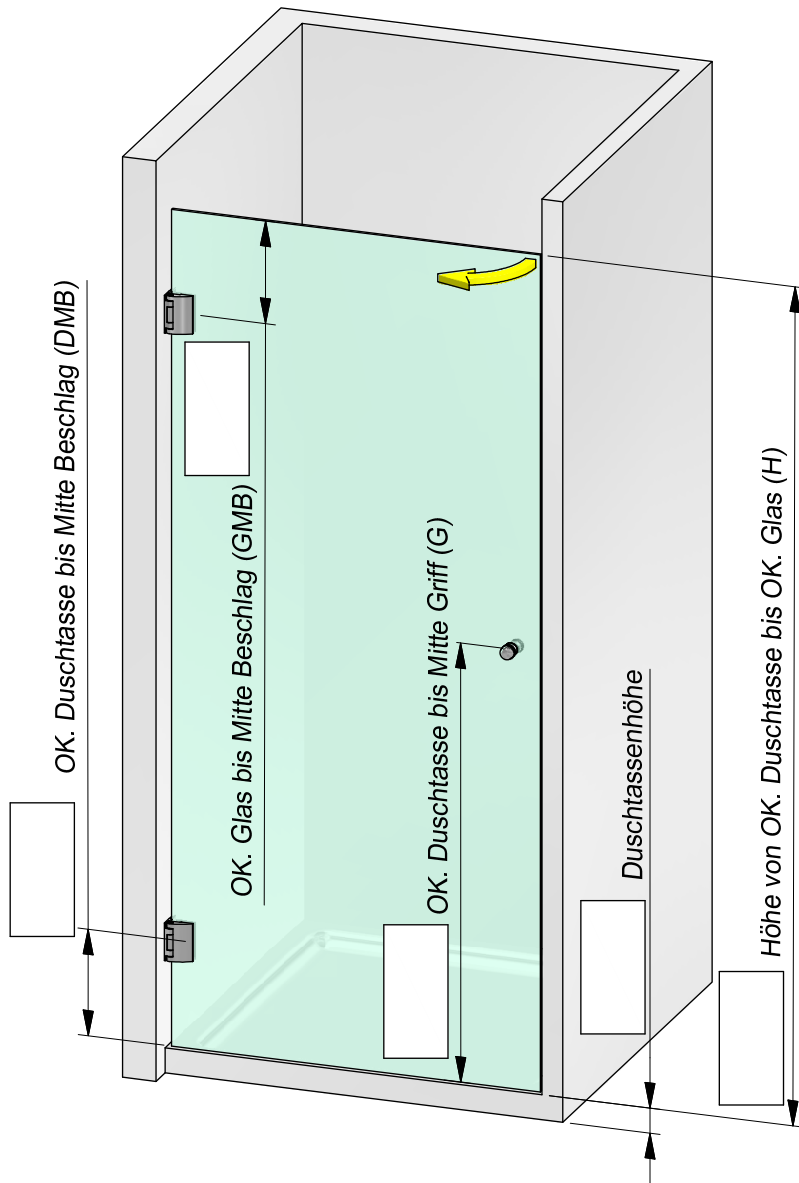 OK. Duschtasse bis Mitte Beschlag (DMB)
OK. Glas bis Mitte Beschlag (GMB)
OK. Duschtasse bis Mitte Griff (G)
Duschtassenhöhe
Höhe von OK. Duschtasse bis OK. Glas (H)